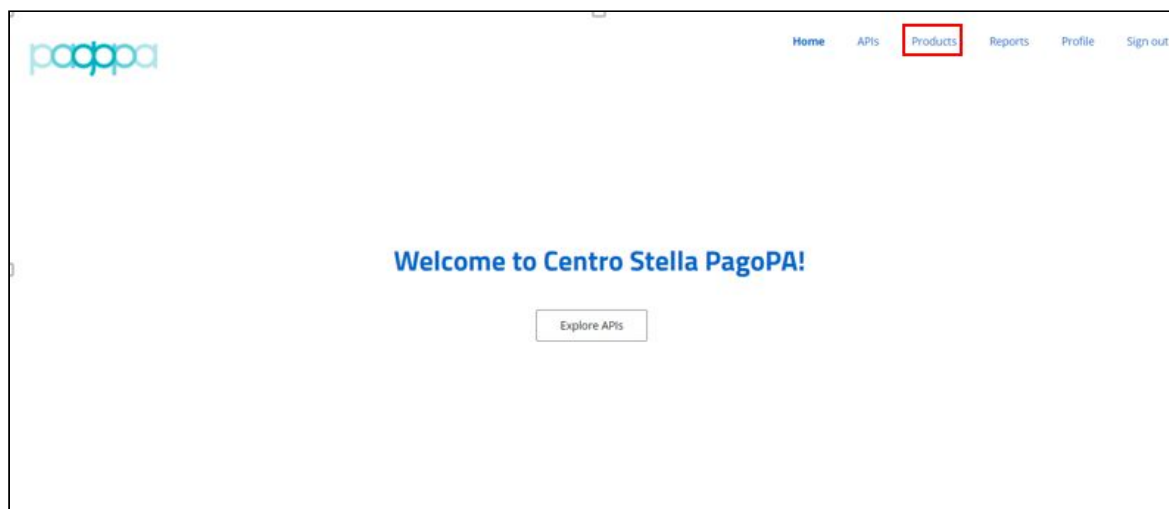 pagopa
Home APIs Products Reports Profile Sign out
Welcome to Centro Stella PagoPA!
Explore APIs